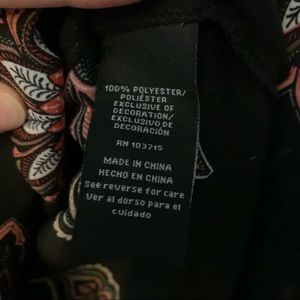 100% POLYESTER/
POLIÉSTER
EXCLUSIVE OF
DECORATION/
EXCLUSIVO DE
DECORACIÓN
RN 103715
MADE IN CHINA
HECHO EN CHINA
See reverse for care
Ver al dorso para el
cuidado